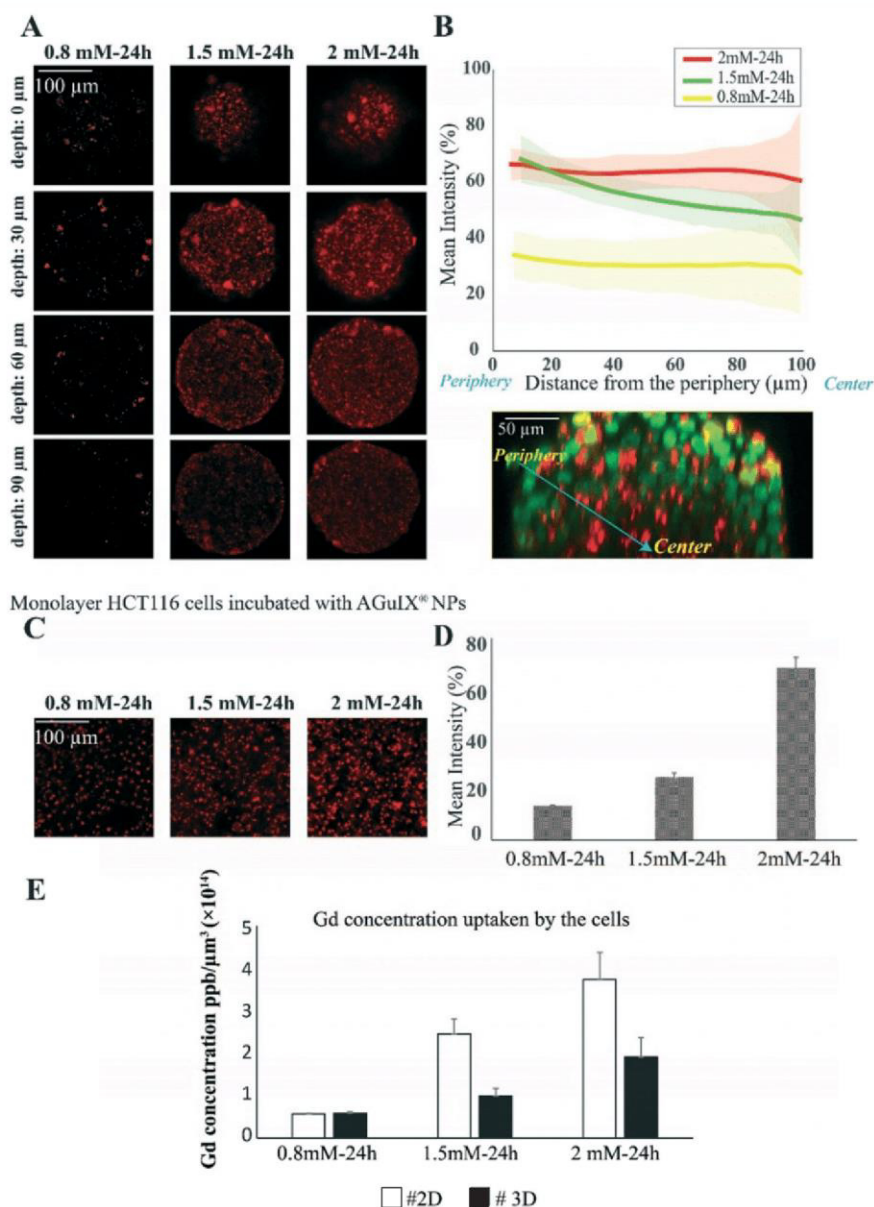 A
0.8 mM-24h 1.5 mM-24h 2 mM-24h
100 µm
depth: 0 µm
depth: 30 µm
depth: 60 µm
depth: 90 µm
B
2mM-24h
1.5mM-24h
0.8mM-24h
Mean Intensity (%)
100
80
60
40
20
0
0 20 40 60 80 100
Periphery Distance from the periphery (µm) Center
50 µm
Periphery
Center
Monolayer HCT116 cells incubated with AGuIX® NPs
C
0.8 mM-24h 1.5 mM-24h 2 mM-24h
100 µm
D
Mean Intensity (%)
80
60
40
20
0
0.8mM-24h 1.5mM-24h 2mM-24h
E
Gd concentration uptaken by the cells
Gd concentration ppb/µm³ (×10¹⁴)
5
4
3
2
1
0
0.8mM-24h 1.5mM-24h 2 mM-24h
#2D # 3D